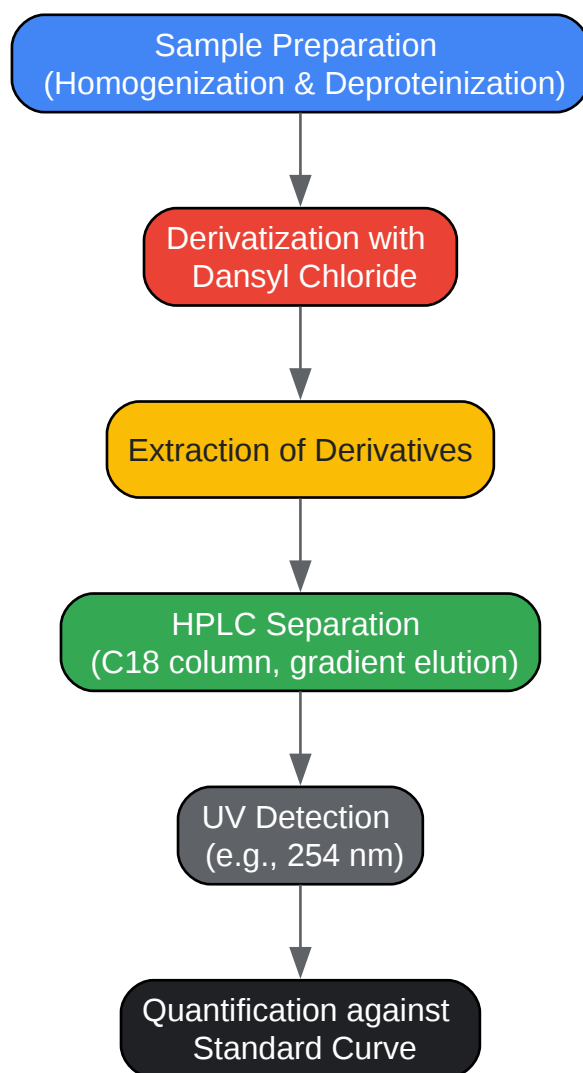 Sample Preparation
(Homogenization & Deproteinization)
Derivatization with
Dansyl Chloride
Extraction of Derivatives
HPLC Separation
(C18 column, gradient elution)
UV Detection
(e.g., 254 nm)
Quantification against
Standard Curve